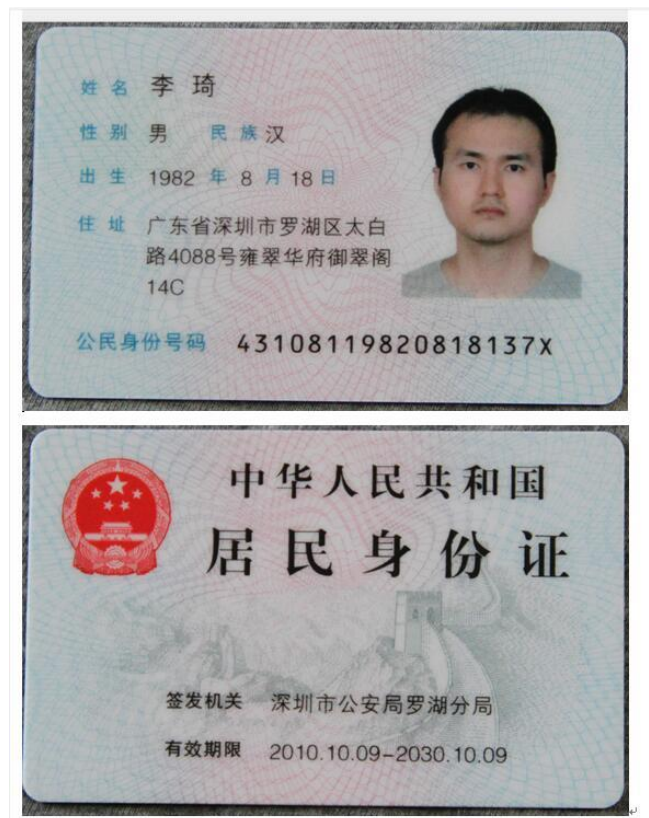 姓名 李琦
性别 男 民族 汉
出生 1982 年 8 月 18 日
住址 广东省深圳市罗湖区太白
路4088号雍翠华府御翠阁
14C
公民身份号码 43108119820818137X
中华人民共和国
居民身份证
签发机关 深圳市公安局罗湖分局
有效期限 2010.10.09-2030.10.09